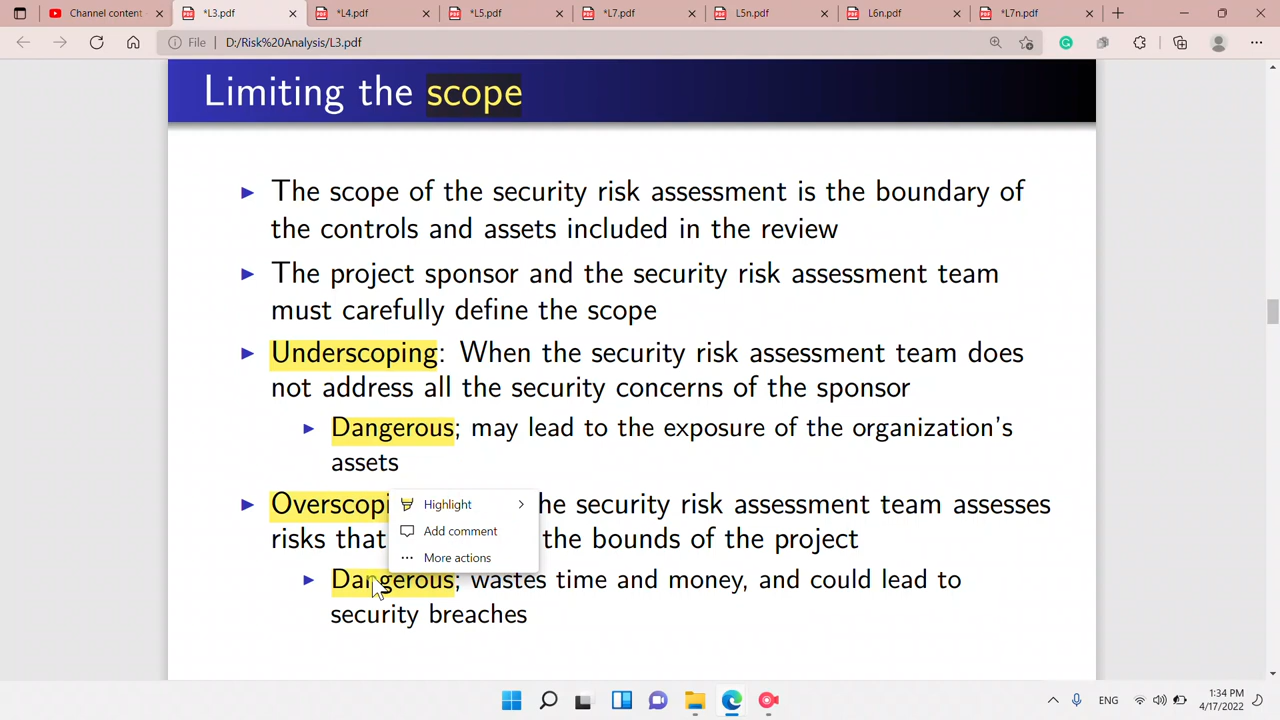 Channel content
*L3.pdf
*L4.pdf
*L5.pdf
*L7.pdf
L5n.pdf
L6n.pdf
*L7n.pdf
File
D:/Risk%20Analysis/L3.pdf
Limiting the scope
The scope of the security risk assessment is the boundary of
the controls and assets included in the review
The project sponsor and the security risk assessment team
must carefully define the scope
Underscoping: When the security risk assessment team does
not address all the security concerns of the sponsor
Dangerous; may lead to the exposure of the organization's
assets
Overscopi he security risk assessment team assesses
risks that the bounds of the project
Dangerous; wastes time and money, and could lead to
security breaches
Highlight
Add comment
More actions
ENG
1:34 PM
4/17/2022